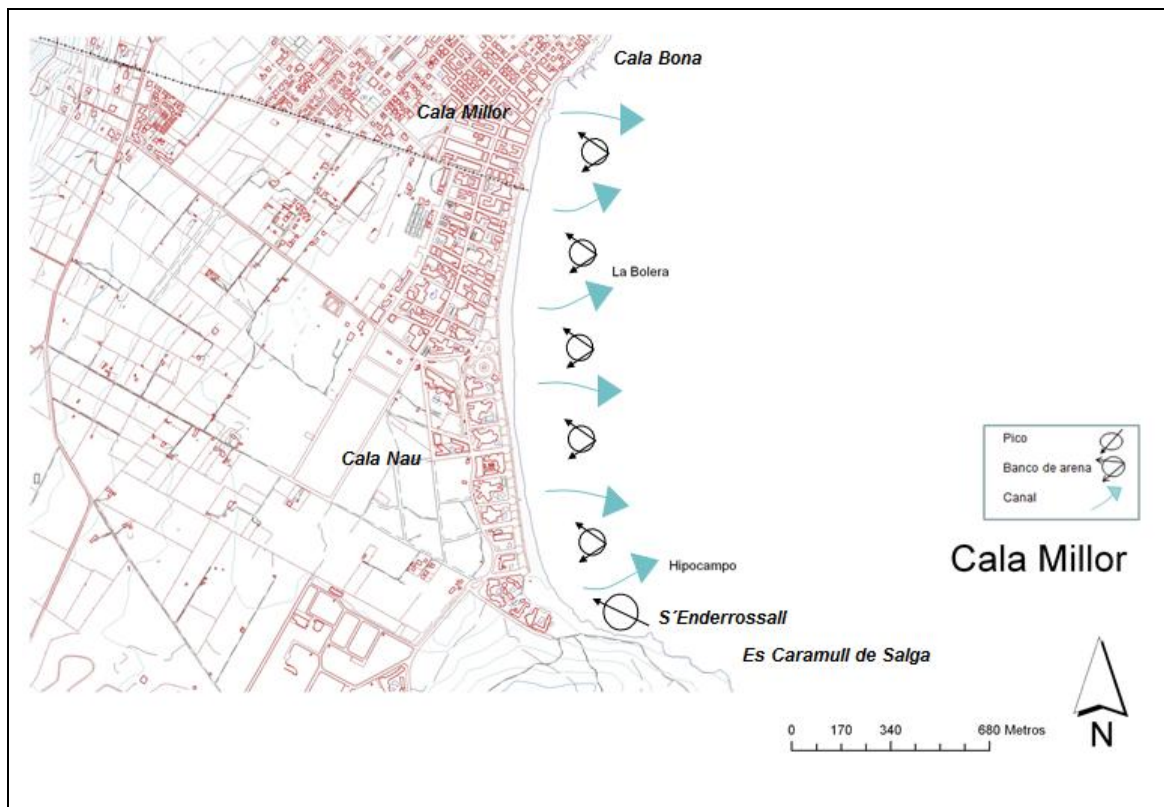 Cala Bona
Cala Millor
La Bolera
Cala Nau
Hipocampo
S´Enderrossall
Es Caramull de Salga
Pico
Banco de arena
Canal
Cala Millor
0 170 340 680 Metros
N